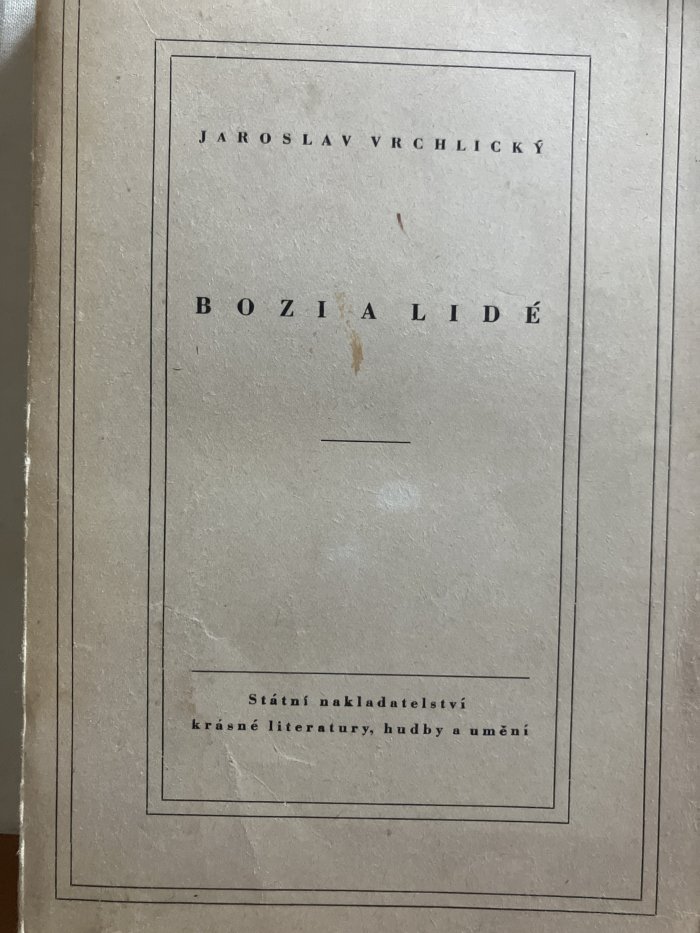 JAROSLAV VRCHLICKÝ
BOZI A LIDÉ
Státní nakladatelství
krásné literatury, hudby a umění